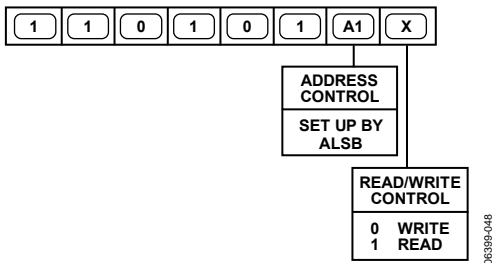 1 1 0 1 0 1 A1 X
ADDRESS
CONTROL
SET UP BY
ALSB
READ/WRITE
CONTROL
0 WRITE
1 READ
06399-048